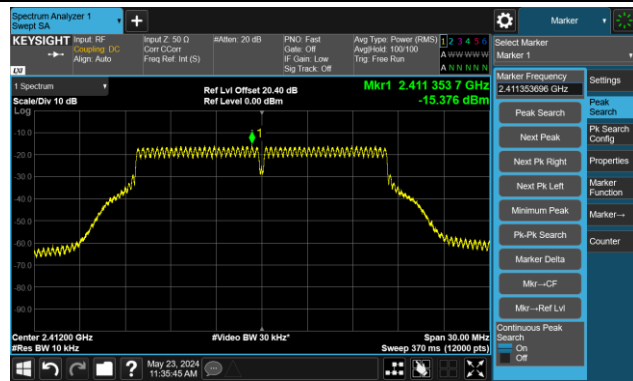 Spectrum Analyzer 1
Swept SA
+
Marker
KEYSIGHT
Input: RF
Coupling: DC
Align: Auto
Input Z: 50 Ω
Corr CCorr
Freq Ref: Int (S)
#Atten: 20 dB
PNO: Fast
Gate: Off
IF Gain: Low
Sig Track: Off
Avg Type: Power (RMS)
Avg|Hold: 100/100
Trig: Free Run
1 2 3 4 5 6
A W W W W W
A N N N N N
LXI
Select Marker
Marker 1
1 Spectrum
Scale/Div 10 dB
Ref Lvl Offset 20.40 dB
Ref Level 0.00 dBm
Mkr1 2.411 353 7 GHz
-15.376 dBm
Log
-10.0
-20.0
-30.0
-40.0
-50.0
-60.0
-70.0
-80.0
-90.0
1
Center 2.41200 GHz
#Res BW 10 kHz
#Video BW 30 kHz*
Span 30.00 MHz
Sweep 370 ms (12000 pts)
Marker Frequency
2.411353696 GHz
Peak Search
Next Peak
Next Pk Right
Next Pk Left
Minimum Peak
Pk-Pk Search
Marker Delta
Mkr→CF
Mkr→Ref Lvl
Continuous Peak
Search
On
Off
Settings
Peak
Search
Pk Search
Config
Properties
Marker
Function
Marker→
Counter
?
May 23, 2024
11:35:45 AM